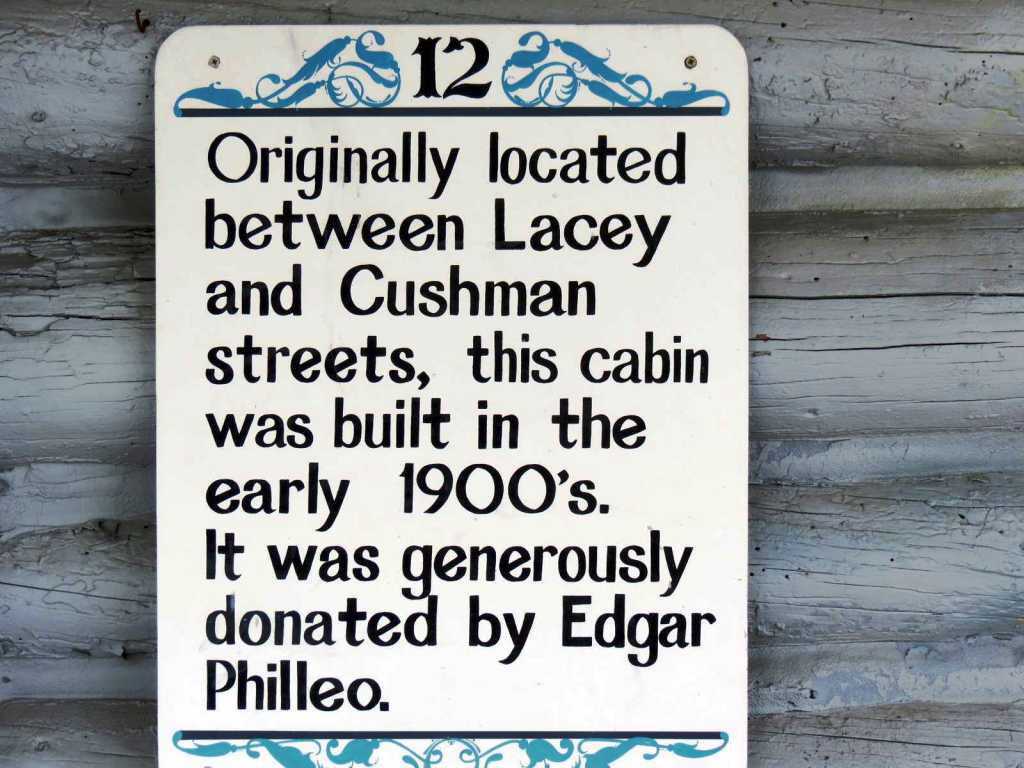 12
Originally located
between Lacey
and Cushman
streets, this cabin
was built in the
early 1900's.
It was generously
donated by Edgar
Philleo.